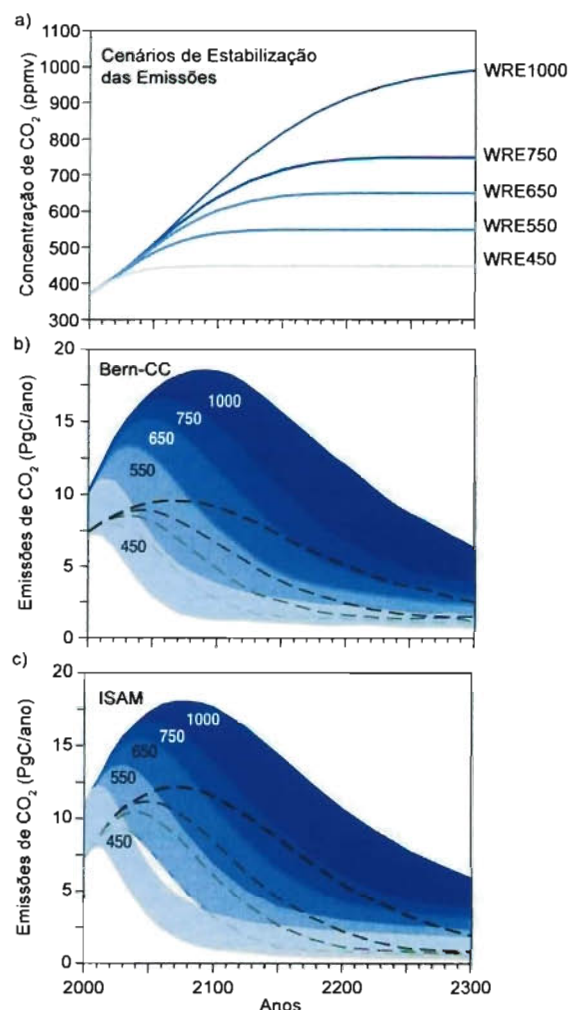 a)
1100
1000
900
800
700
600
500
400
300
Concentração de CO₂ (ppmv)
Cenários de Estabilização
das Emissões
WRE1000
WRE750
WRE650
WRE550
WRE450
b)
20
15
10
5
0
Emissões de CO₂ (PgC/ano)
Bern-CC
1000
750
650
550
450
c)
20
15
10
5
0
Emissões de CO₂ (PgC/ano)
ISAM
1000
750
650
550
450
2000
2100
2200
2300
Anos